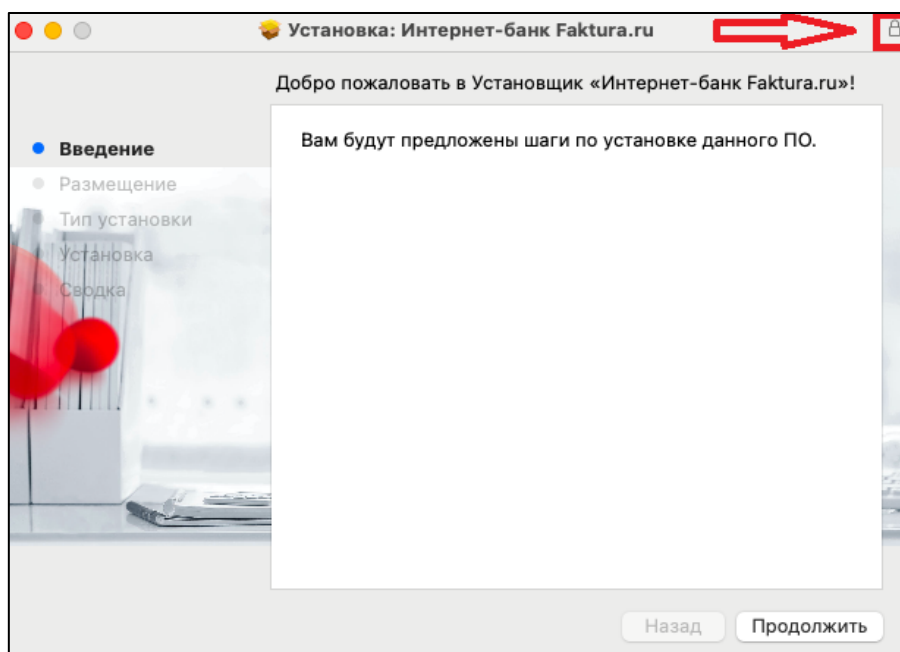 Установка: Интернет-банк Faktura.ru
Добро пожаловать в Установщик «Интернет-банк Faktura.ru»!
Введение
Размещение
Тип установки
Установка
Сводка
Вам будут предложены шаги по установке данного ПО.
Назад
Продолжить